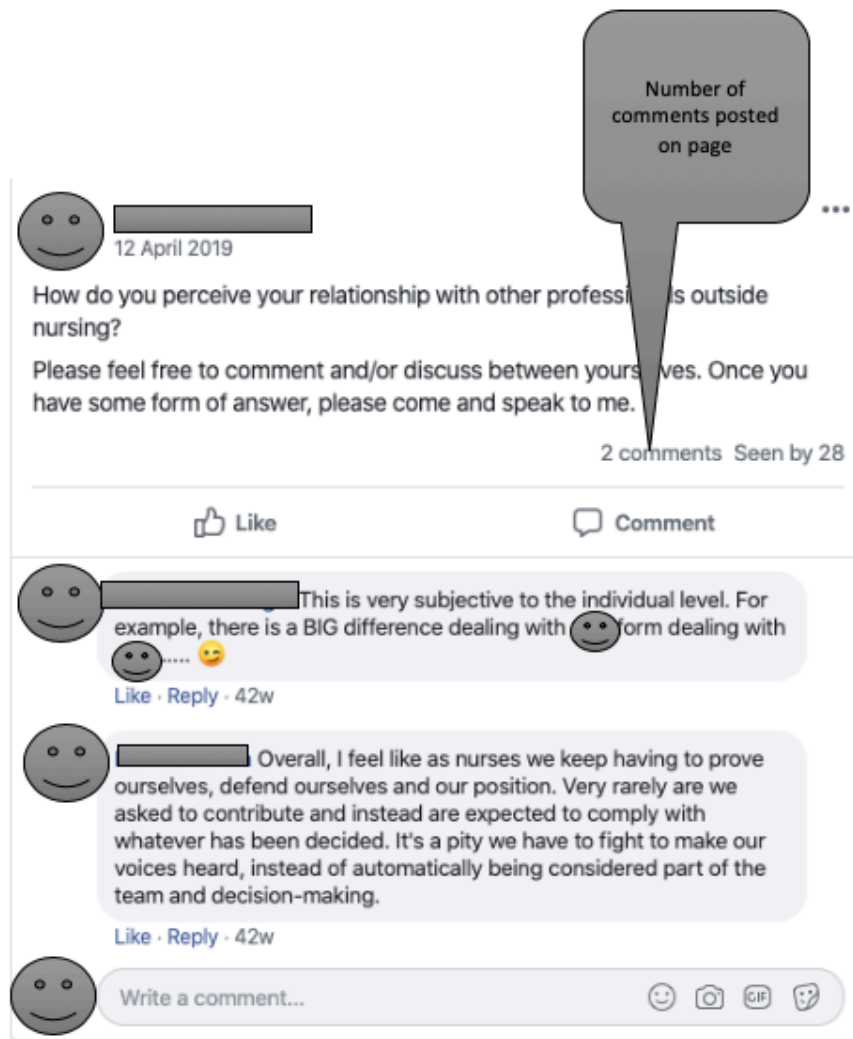 Number of
comments posted
on page
12 April 2019
How do you perceive your relationship with other professi ls outside
nursing?
Please feel free to comment and/or discuss between yours ves. Once you
have some form of answer, please come and speak to me.
2 comments Seen by 28
Like Comment
This is very subjective to the individual level. For
example, there is a BIG difference dealing with form dealing with
..... 😉
Like · Reply · 42w
Overall, I feel like as nurses we keep having to prove
ourselves, defend ourselves and our position. Very rarely are we
asked to contribute and instead are expected to comply with
whatever has been decided. It's a pity we have to fight to make our
voices heard, instead of automatically being considered part of the
team and decision-making.
Like · Reply · 42w
Write a comment...
GIF